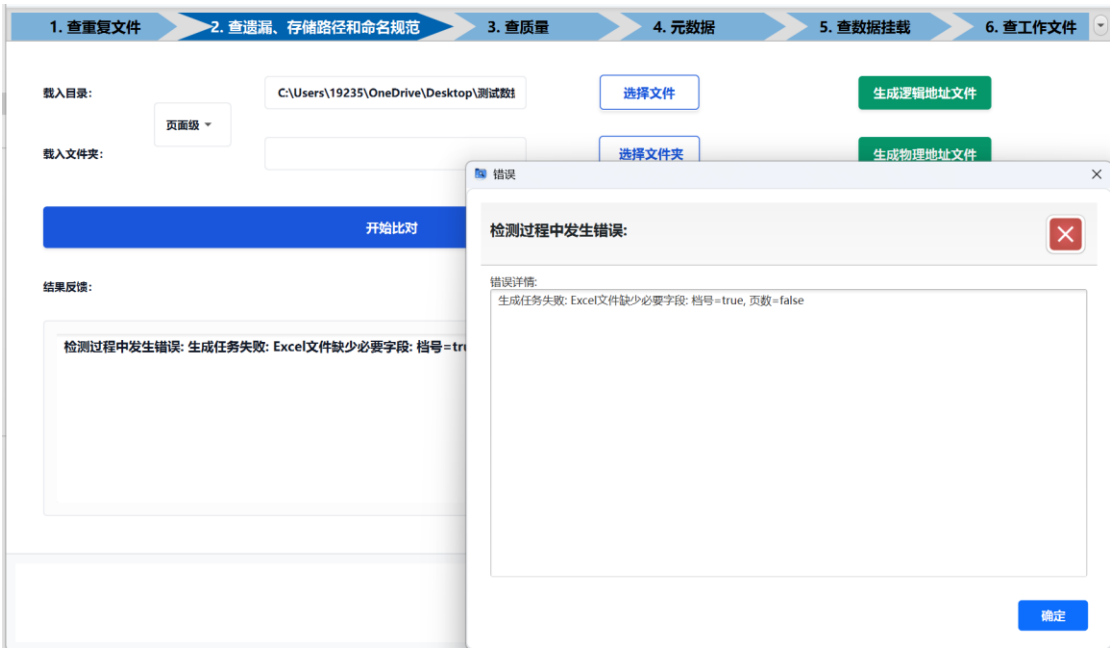 1. 查重复文件
2. 查遗漏、存储路径和命名规范
3. 查质量
4. 元数据
5. 查数据挂载
6. 查工作文件
载入目录:
C:\Users\19235\OneDrive\Desktop\测试数
选择文件
生成逻辑地址文件
页面级
载入文件夹:
选择文件夹
生成物理地址文件
错误
开始比对
检测过程中发生错误:
结果反馈:
错误详情:
生成任务失败: Excel文件缺少必要字段: 档号=true, 页数=false
检测过程中发生错误: 生成任务失败: Excel文件缺少必要字段: 档号=tru
确定